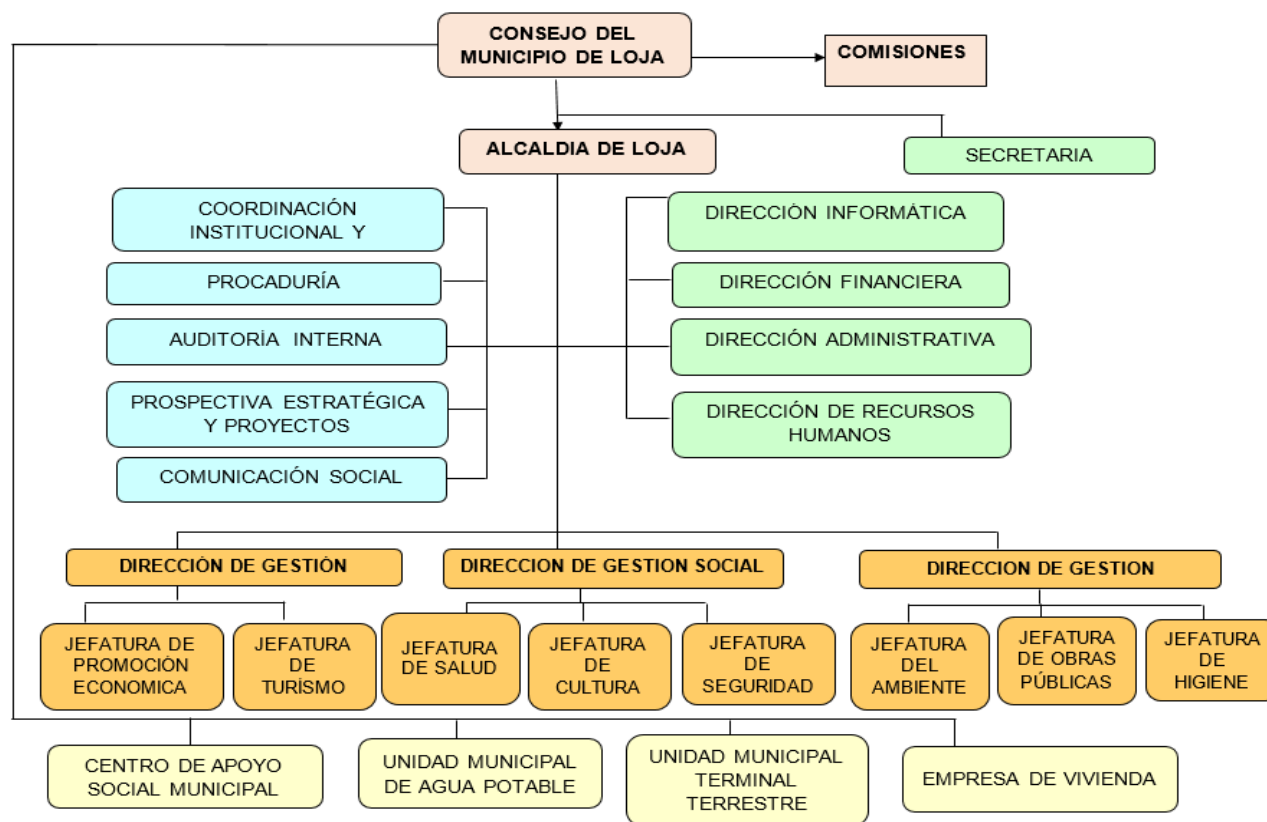 CONSEJO DEL
MUNICIPIO DE LOJA
COMISIONES
ALCALDIA DE LOJA
SECRETARIA
COORDINACIÓN
INSTITUCIONAL Y
DIRECCIÓN INFORMÁTICA
PROCADURÍA
DIRECCIÓN FINANCIERA
AUDITORÍA INTERNA
DIRECCIÓN ADMINISTRATIVA
PROSPECTIVA ESTRATÉGICA
Y PROYECTOS
DIRECCIÓN DE RECURSOS
HUMANOS
COMUNICACIÓN SOCIAL
DIRECCIÓN DE GESTIÓN
DIRECCION DE GESTION SOCIAL
DIRECCION DE GESTION
JEFATURA DE
PROMOCIÓN
ECONOMICA
JEFATURA
DE
TURÍSMO
JEFATURA
DE SALUD
JEFATURA
DE
CULTURA
JEFATURA
DE
SEGURIDAD
JEFATURA
DEL
AMBIENTE
JEFATURA
DE OBRAS
PÚBLICAS
JEFATURA
DE
HIGIENE
CENTRO DE APOYO
SOCIAL MUNICIPAL
UNIDAD MUNICIPAL
DE AGUA POTABLE
UNIDAD MUNICIPAL
TERMINAL
TERRESTRE
EMPRESA DE VIVIENDA